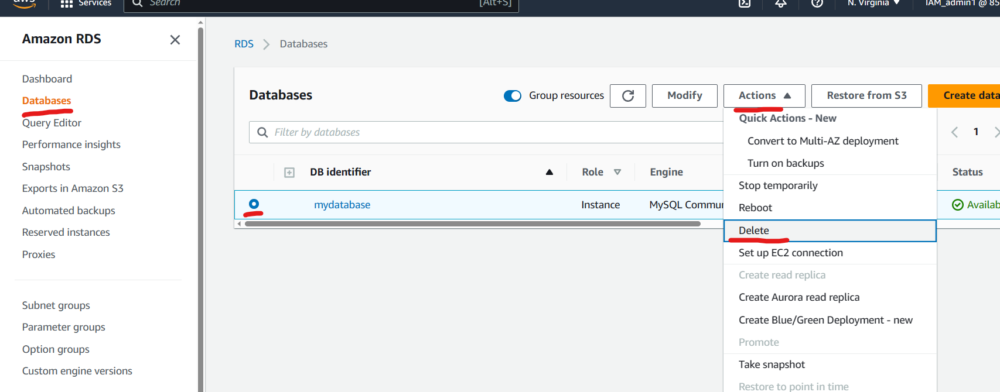 aws
Services
Search
[Alt+S]
N. Virginia
IAM_admin1 @ 85
Amazon RDS
Dashboard
Databases
Query Editor
Performance insights
Snapshots
Exports in Amazon S3
Automated backups
Reserved instances
Proxies
Subnet groups
Parameter groups
Option groups
Custom engine versions
RDS
Databases
Databases
Group resources
Modify
Actions
Restore from S3
Create data
Filter by databases
1
DB identifier
Role
Engine
Status
mydatabase
Instance
MySQL Commun
Availab
Quick Actions - New
Convert to Multi-AZ deployment
Turn on backups
Stop temporarily
Reboot
Delete
Set up EC2 connection
Create read replica
Create Aurora read replica
Create Blue/Green Deployment - new
Promote
Take snapshot
Restore to point in time